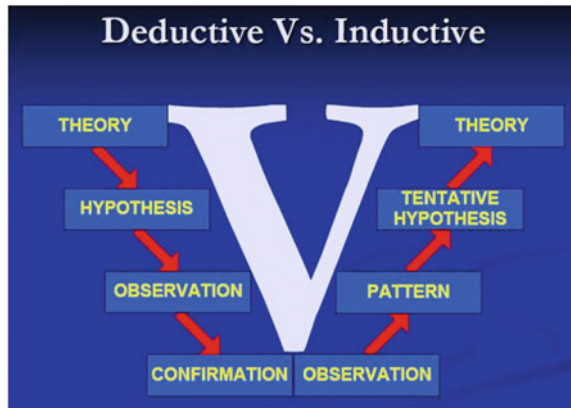 Deductive Vs. Inductive
V
THEORY
HYPOTHESIS
OBSERVATION
CONFIRMATION
OBSERVATION
PATTERN
TENTATIVE
HYPOTHESIS
THEORY